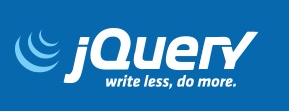 jQuery
write less, do more.